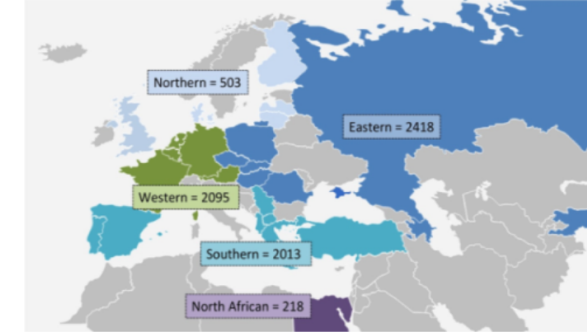 Northern = 503
Eastern = 2418
Western = 2095
Southern = 2013
North African = 218